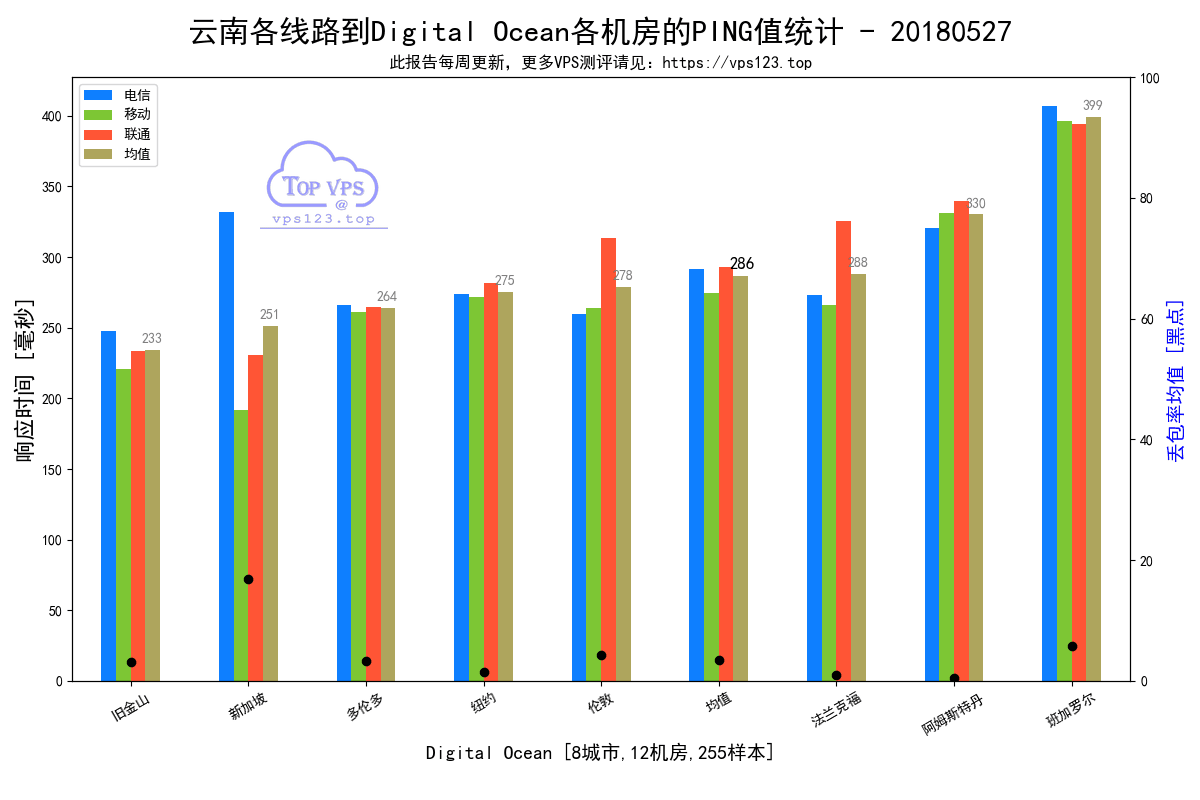 云南各线路到Digital Ocean各机房的PING值统计 - 20180527
此报告每周更新，更多VPS测评请见：https://vps123.top
电信
移动
联通
均值
TOP VPS
@
vps123.top
响应时间 [毫秒]
丢包率均值 [黑点]
400
350
300
250
200
150
100
50
0
100
80
60
40
20
0
233
251
264
275
278
286
288
330
399
旧金山
新加坡
多伦多
纽约
伦敦
均值
法兰克福
阿姆斯特丹
班加罗尔
Digital Ocean [8城市,12机房,255样本]